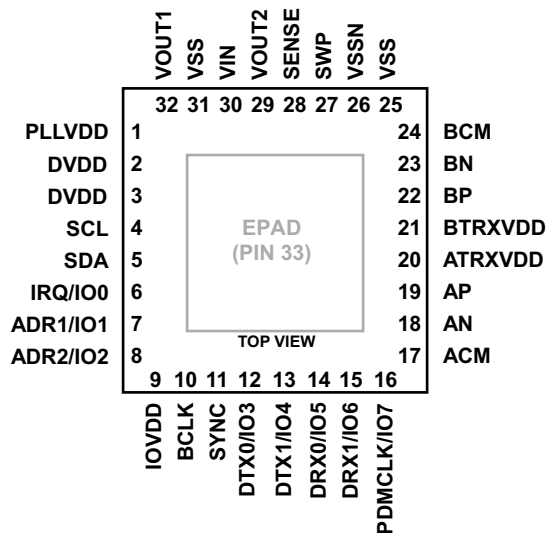 VOUT1
VSS
VIN
VOUT2
SENSE
SWP
VSSN
VSS
32 31 30 29 28 27 26 25
PLLVDD 1
DVDD 2
DVDD 3
SCL 4
SDA 5
IRQ/IO0 6
ADR1/IO1 7
ADR2/IO2 8
24 BCM
23 BN
22 BP
21 BTRXVDD
20 ATRXVDD
19 AP
18 AN
17 ACM
EPAD
(PIN 33)
TOP VIEW
9 10 11 12 13 14 15 16
IOVDD
BCLK
SYNC
DTX0/IO3
DTX1/IO4
DRX0/IO5
DRX1/IO6
PDMCLK/IO7